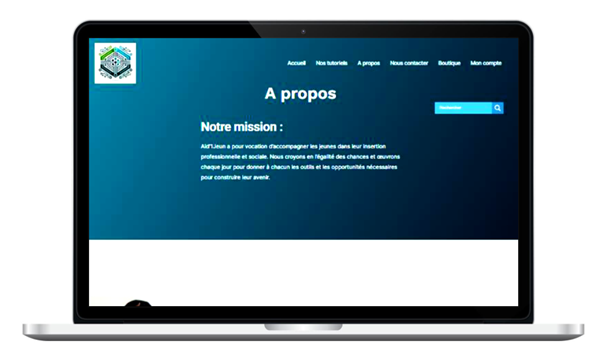 Accueil Nos tutoriels A propos Nous contacter Boutique Mon compte
A propos
Rechercher
Notre mission :
Aid'1Jeun a pour vocation d'accompagner les jeunes dans leur insertion
professionnelle et sociale. Nous croyons en l'égalité des chances et œuvrons
chaque jour pour donner à chacun les outils et les opportunités nécessaires
pour construire leur avenir.